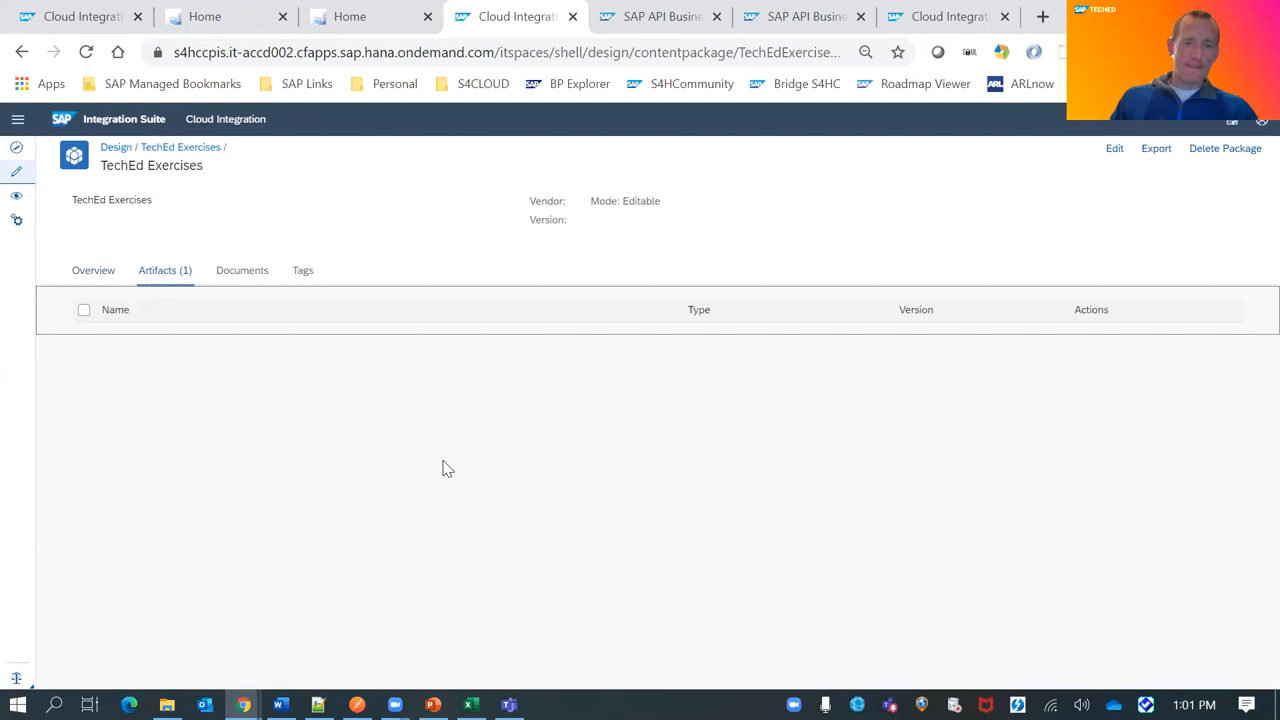 Cloud Integrati
Home
Home
Cloud Integrati
SAP API Busine
SAP API Busine
Cloud Integrati
SAP TECHED
s4hccpis.it-accd002.cfapps.sap.hana.ondemand.com/itspaces/shell/design/contentpackage/TechEdExercise...
SAML
Apps
SAP Managed Bookmarks
SAP Links
Personal
S4CLOUD
BP Explorer
S4HCommunity
Bridge S4HC
Roadmap Viewer
ARL
ARLnow
SAP
Integration Suite
Cloud Integration
Design / TechEd Exercises /
TechEd Exercises
Edit
Export
Delete Package
TechEd Exercises
Vendor:
Mode: Editable
Version:
Overview
Artifacts (1)
Documents
Tags
Name
Type
Version
Actions
1:01 PM